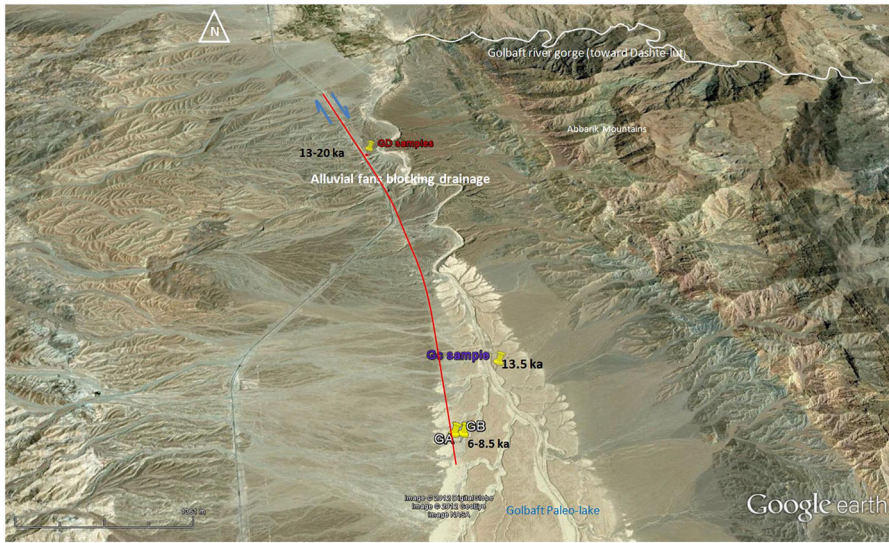 N
Golbaft river gorge (toward Dashte-lut)
Abbarik Mountains
GD samples
13-20 ka
Alluvial fans blocking drainage
Gc sample
13.5 ka
GA
GB
6-8.5 ka
Image © 2012 DigitalGlobe
Image © 2012 GeoEye
Image NASA
Golbaft Paleo-lake
Google earth